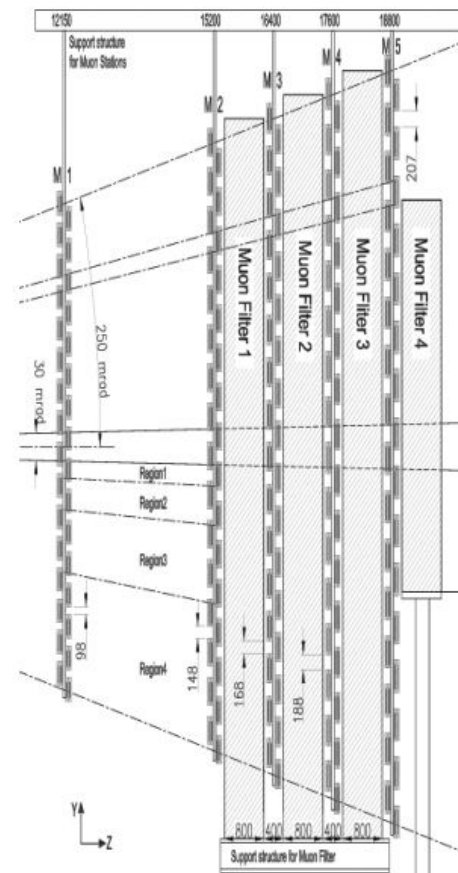 12150
15200
16400
17600
18800
Support structure
for Muon Stations
M 1
M 2
M 3
M 4
M 5
207
Muon Filter 1
Muon Filter 2
Muon Filter 3
Muon Filter 4
250 mrad
30 mrad
Region1
Region2
Region3
Region4
98
148
168
188
800
400
800
400
800
Y
Z
Support structure for Muon Filter